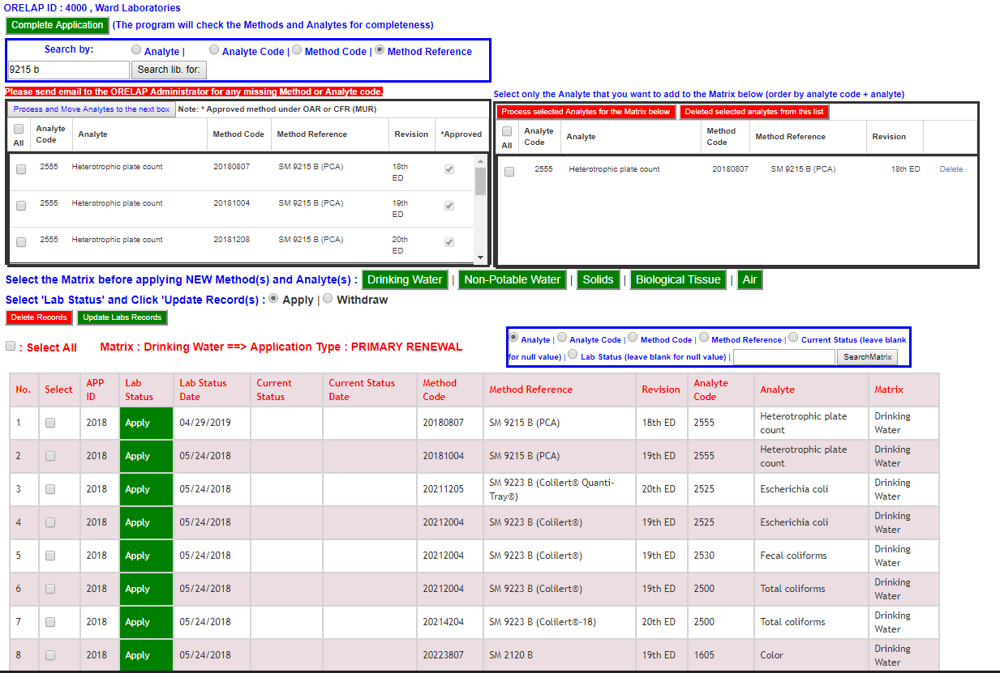 ORELAP ID : 4000 , Ward Laboratories
Complete Application (The program will check the Methods and Analytes for completeness)
Search by: Analyte | Analyte Code | Method Code | Method Reference
9215 b Search lib. for:
Please send email to the ORELAP Administrator for any missing Method or Analyte code.
Process and Move Analytes to the next box Note: * Approved method under OAR or CFR (MUR)
All Analyte Code Analyte Method Code Method Reference Revision *Approved
2555 Heterotrophic plate count 20180807 SM 9215 B (PCA) 18th ED
2555 Heterotrophic plate count 20181004 SM 9215 B (PCA) 19th ED
2555 Heterotrophic plate count 20181208 SM 9215 B (PCA) 20th ED
Select only the Analyte that you want to add to the Matrix below (order by analyte code + analyte)
Process selected Analytes for the Matrix below Deleted selected analytes from this list
All Analyte Code Analyte Method Code Method Reference Revision
2555 Heterotrophic plate count 20180807 SM 9215 B (PCA) 18th ED Delete
Select the Matrix before applying NEW Method(s) and Analyte(s) : Drinking Water | Non-Potable Water | Solids | Biological Tissue | Air
Select 'Lab Status' and Click 'Update Record(s) : Apply | Withdraw
Delete Records Update Labs Records
: Select All Matrix : Drinking Water ==> Application Type : PRIMARY RENEWAL
Analyte | Analyte Code | Method Code | Method Reference | Current Status (leave blank
for null value) | Lab Status (leave blank for null value) | SearchMatrix
No. Select APP ID Lab Status Lab Status Date Current Status Current Status Date Method Code Method Reference Revision Analyte Code Analyte Matrix
1 2018 Apply 04/29/2019 20180807 SM 9215 B (PCA) 18th ED 2555 Heterotrophic plate count Drinking Water
2 2018 Apply 05/24/2018 20181004 SM 9215 B (PCA) 19th ED 2555 Heterotrophic plate count Drinking Water
3 2018 Apply 05/24/2018 20211205 SM 9223 B (Colilert® Quanti-Tray®) 20th ED 2525 Escherichia coli Drinking Water
4 2018 Apply 05/24/2018 20212004 SM 9223 B (Colilert®) 19th ED 2525 Escherichia coli Drinking Water
5 2018 Apply 05/24/2018 20212004 SM 9223 B (Colilert®) 19th ED 2530 Fecal coliforms Drinking Water
6 2018 Apply 05/24/2018 20212004 SM 9223 B (Colilert®) 19th ED 2500 Total coliforms Drinking Water
7 2018 Apply 05/24/2018 20214204 SM 9223 B (Colilert®-18) 20th ED 2500 Total coliforms Drinking Water
8 2018 Apply 05/24/2018 20223807 SM 2120 B 19th ED 1605 Color Drinking Water